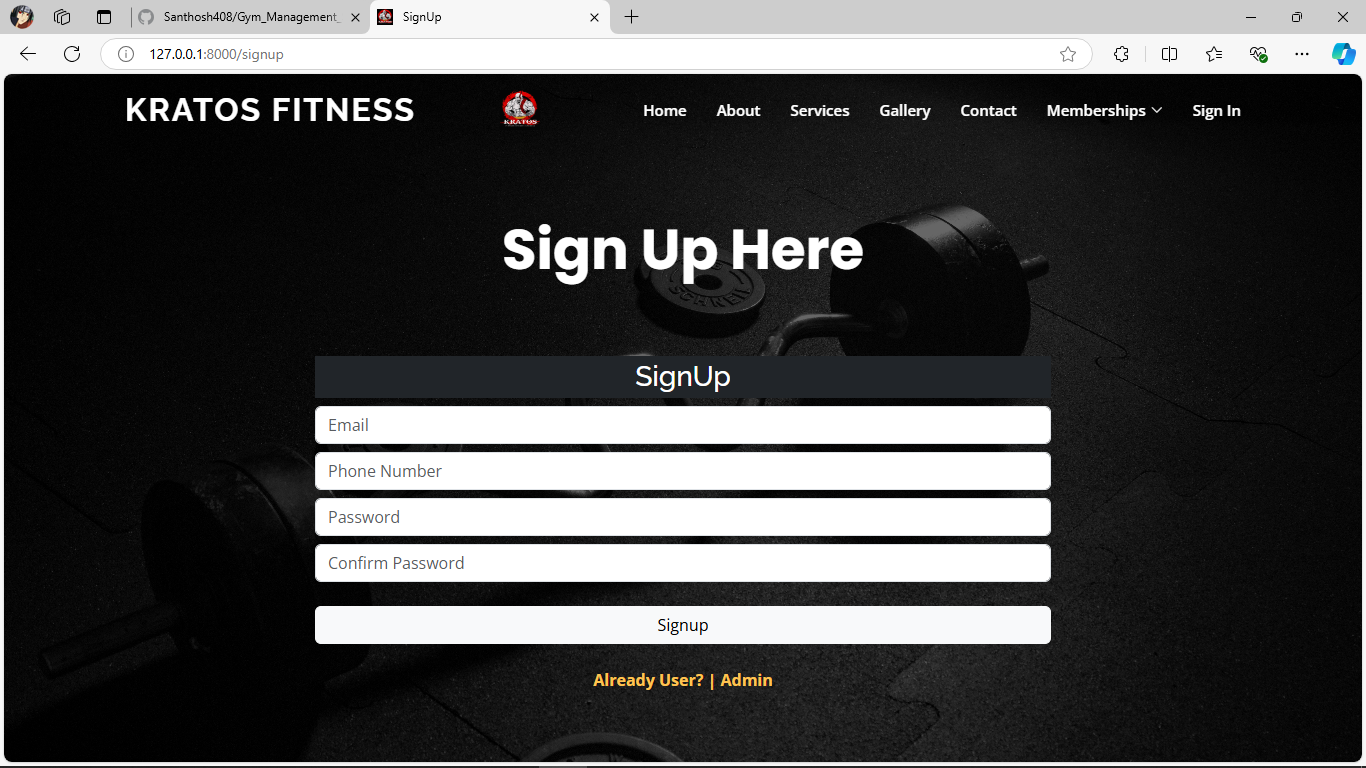 Santhosh408/Gym_Management_
SignUp
127.0.0.1:8000/signup
KRATOS FITNESS
KRATOS
Home About Services Gallery Contact Memberships Sign In
Sign Up Here
SCHNELL
SignUp
Email
Phone Number
Password
Confirm Password
Signup
Already User? | Admin